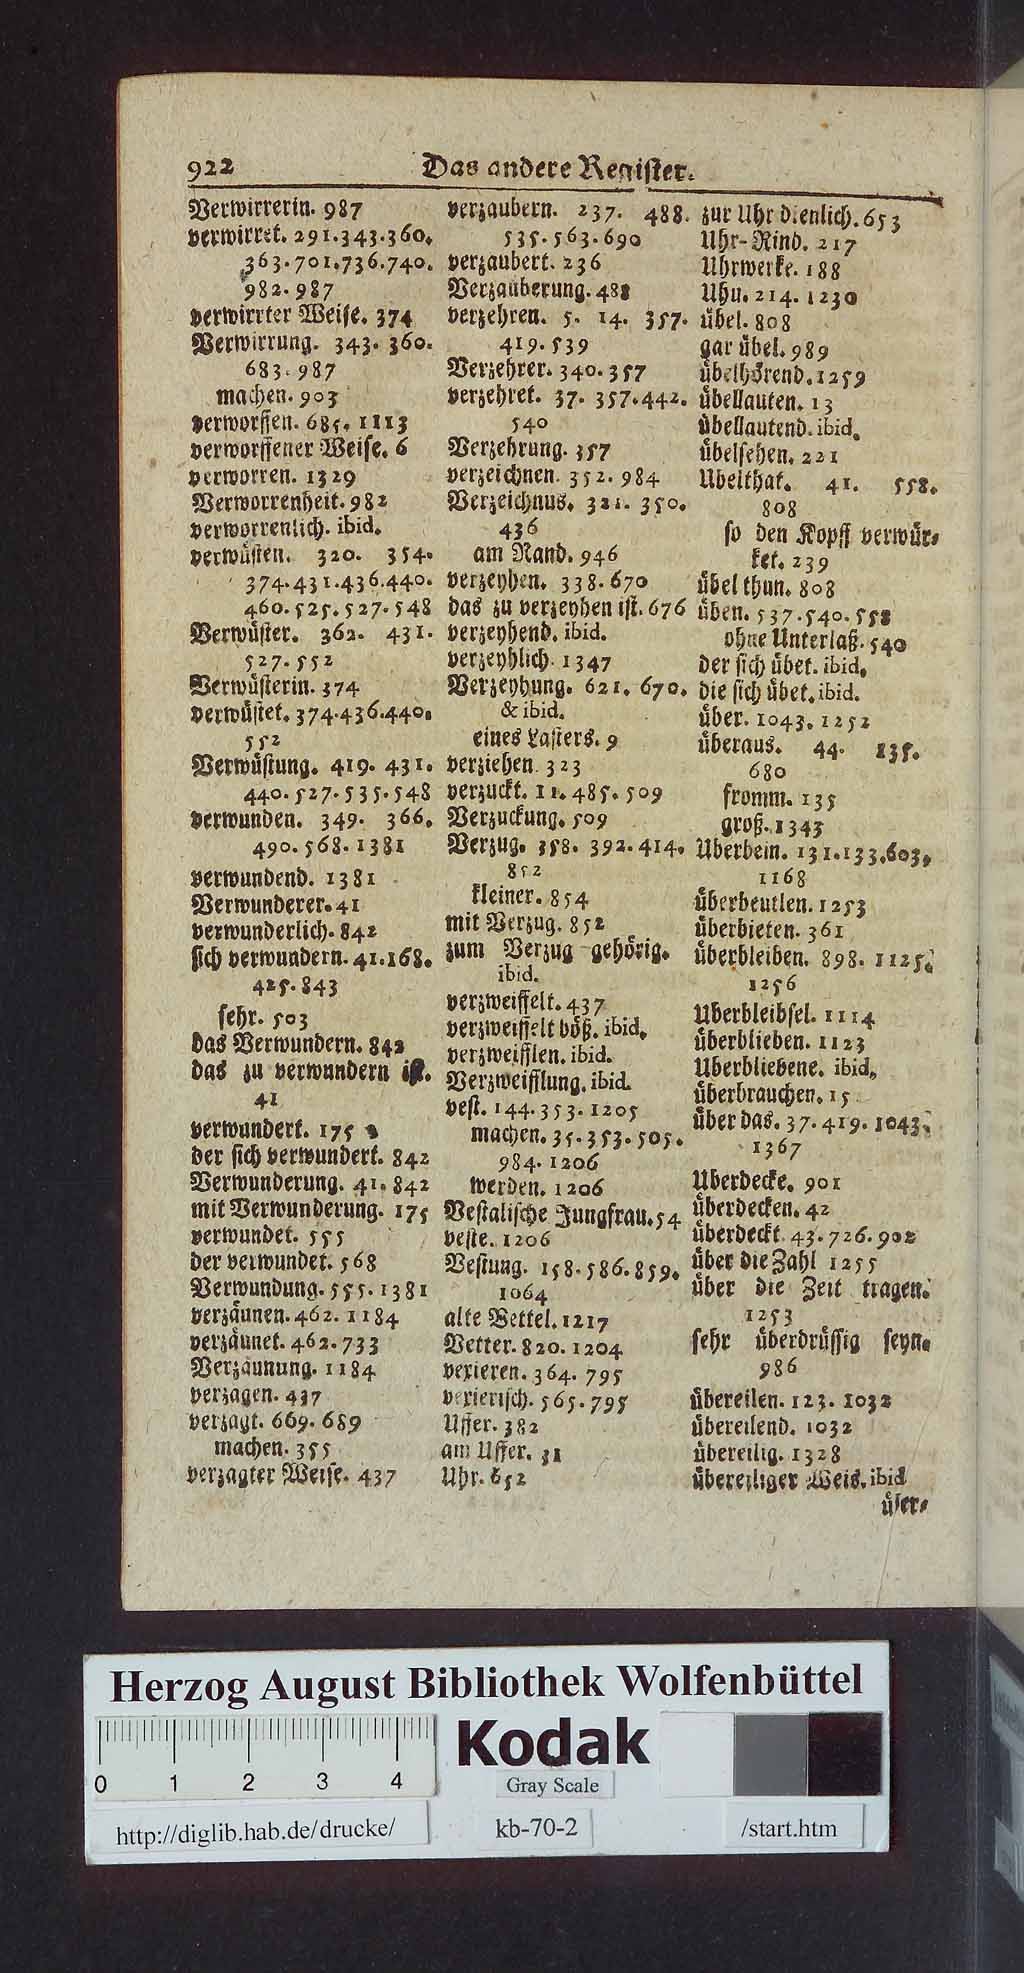 922 Das andere Register.
Verwirrerin. 987
verwirret. 291.343.360.
363.701.736.740.
982.987
verwirrter Weise. 374
Verwirrung. 343. 360.
683.987
machen. 903
verworffen. 685. 1113
verworffener Weise. 6
verworren. 1329
Verworrenheit. 982
verworrenlich. ibid.
verwüsten. 320. 354.
374.431.436.440.
460.525.527.548
Verwüster. 362. 431.
527.552
Verwüsterin. 374
verwüstet. 374.436.440.
552
Verwüstung. 419. 431.
440.527.535.548
verwunden. 349. 366.
490.568.1381
verwundend. 1381
Verwunderer. 41
verwunderlich. 842
sich verwundern. 41.168.
425.843
sehr. 503
das Verwundern. 842
das zu verwundern ist.
41
verwundert. 175
der sich verwundert. 842
Verwunderung. 41.842
mit Verwunderung. 175
verwundet. 555
der verwundet. 568
Verwundung. 555.1381
verzäunen. 462. 1184
verzäunet. 462.733
Verzäunung. 1184
verzagen. 437
verzagt. 669. 689
machen. 355
verzagter Weise. 437
verzaubern. 237. 488.
535.563.690
verzaubert. 236
Verzauberung. 488
verzehren. 5. 14. 357.
419.539
Verzehrer. 340.357
verzehret. 37. 357.442.
540
Verzehrung. 357
verzeichnen. 352. 984
Verzeichnus. 321. 350.
436
am Rand. 946
verzeyhen. 338.670
das zu verzeyhen ist. 676
verzeyhend. ibid.
verzeyhlich. 1347
Verzeyhung. 621. 670.
& ibid.
eines Lasters. 9
verziehen. 323
verzuckt. 11. 485. 509
Verzuckung. 509
Verzug. 358. 392.414.
852
kleiner. 854
mit Verzug. 852
zum Verzug gehörig.
ibid.
verzweiffelt. 437
verzweiffelt böß. ibid.
verzweifflen. ibid.
Verzweifflung. ibid.
vest. 144.353.1205
machen. 35.353.505.
984.1206
werden. 1206
Vestalische Jungfrau. 54
veste. 1206
Vestung. 158.586.859.
1064
alte Vettel. 1217
Vetter. 820. 1204
vexieren. 364. 795
vexierisch. 565.795
Uffer. 382
am Uffer. 31
Uhr. 652
zur Uhr dienlich. 653
Uhr-Rind. 217
Uhrwerke. 188
Uhu. 214. 1230
übel. 808
gar übel. 989
übelhörend. 1259
übellauten. 13
übellautend. ibid.
übelsehen. 221
Ubelthat. 41. 558.
808
so den Kopff verwür-
ket. 239
übel thun. 808
üben. 537.540.558
ohne Unterlaß. 540
der sich übet. ibid.
die sich übet. ibid.
über. 1043. 1252
überaus. 44. 135.
680
fromm. 135
groß. 1343
Uberbein. 131.133.603.
1168
überbeutlen. 1253
überbieten. 361
überbleiben. 898. 1125.
1256
Uberbleibsel. 1114
überblieben. 1123
Uberbliebene. ibid.
überbrauchen. 15
über das. 37.419.1043.
1367
Uberdecke. 901
überdecken. 42
überdeckt. 43.726.902
über die Zahl 1255
über die Zeit tragen.
1253
sehr überdrüssig seyn.
986
übereilen. 123. 1032
übereilend. 1032
übereilig. 1328
übereiliger Weis. ibid
über-
Herzog August Bibliothek Wolfenbüttel
Kodak
0 1 2 3 4
Gray Scale
http://diglib.hab.de/drucke/ kb-70-2 /start.htm